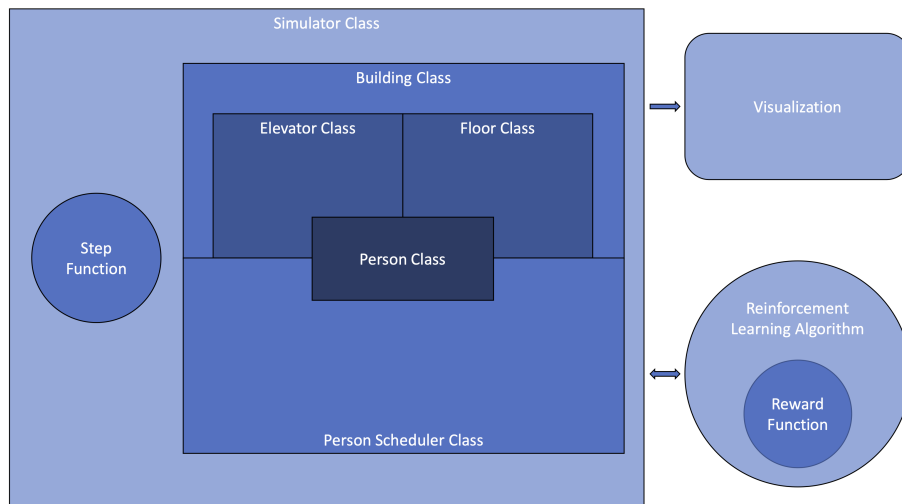 Simulator Class
Building Class
Elevator Class
Floor Class
Person Class
Step
Function
Person Scheduler Class
Visualization
Reinforcement
Learning Algorithm
Reward
Function